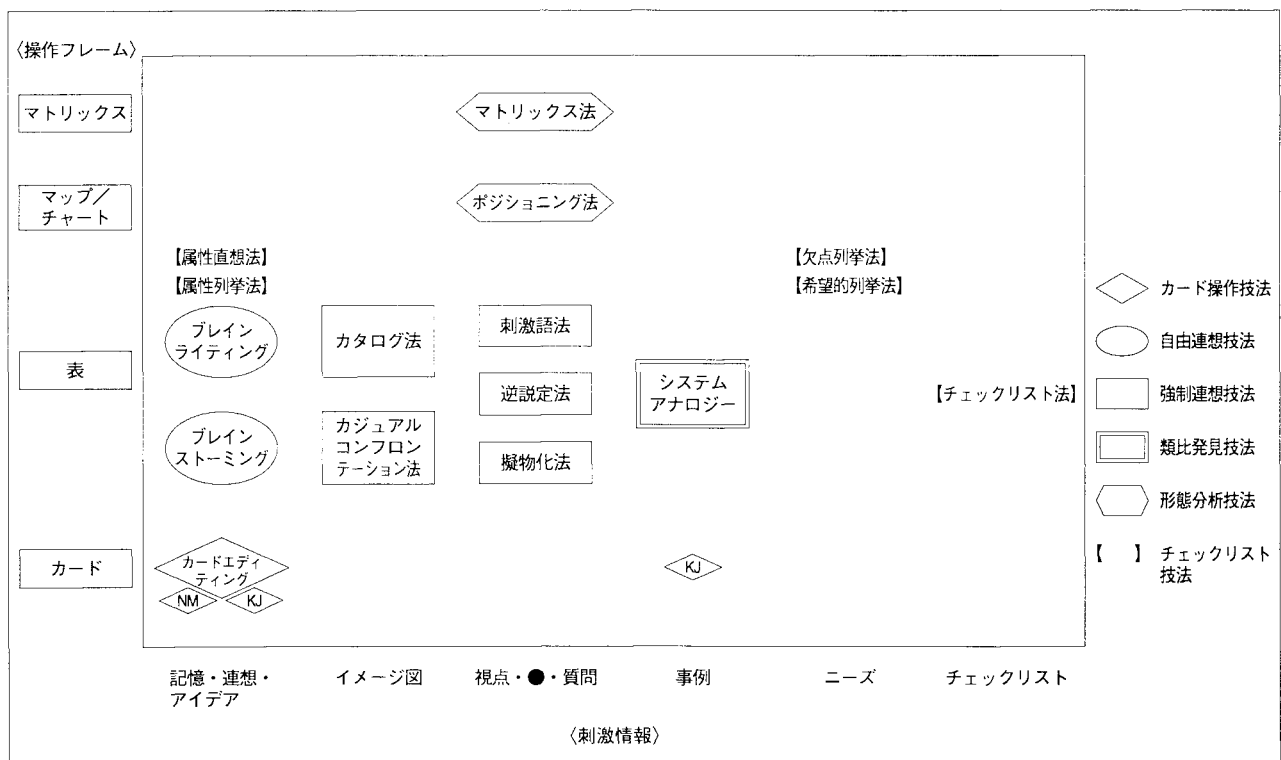 〈操作フレーム〉
マトリックス
マトリックス法
マップ／
チャート
ポジショニング法
【属性直想法】
【属性列挙法】
【欠点列挙法】
【希望的列挙法】
ブレイン
ライティング
カタログ法
刺激語法
表
逆説定法
システム
アナロジー
【チェックリスト法】
ブレイン
ストーミング
カジュアル
コンフロン
テーション法
擬物化法
カード
カードエディ
ティング
NM
KJ
KJ
カード操作技法
自由連想技法
強制連想技法
類比発見技法
形態分析技法
【　】チェックリスト
技法
記憶・連想・
アイデア
イメージ図
視点・●・質問
事例
ニーズ
チェックリスト
〈刺激情報〉